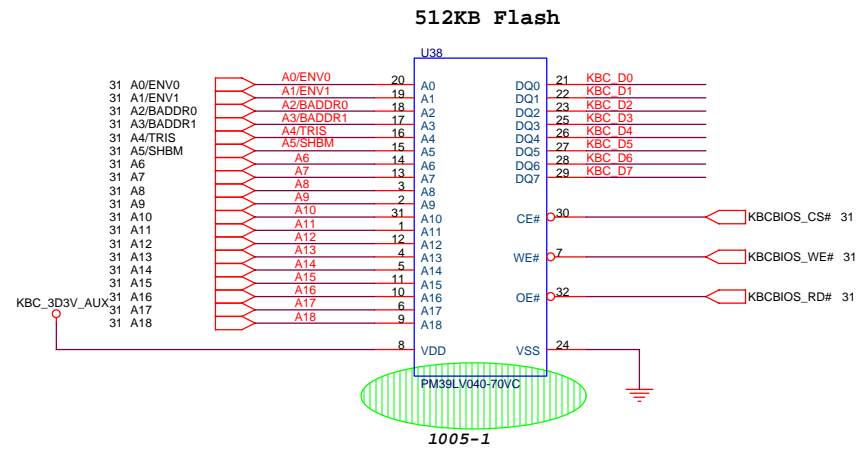 512KB Flash
U38
31 A0/ENV0 A0/ENV0 20 A0 DQ0 21 KBC_D0
31 A1/ENV1 A1/ENV1 19 A1 DQ1 22 KBC_D1
31 A2/BADDR0 A2/BADDR0 18 A2 DQ2 23 KBC_D2
31 A3/BADDR1 A3/BADDR1 17 A3 DQ3 25 KBC_D3
31 A4/TRIS A4/TRIS 16 A4 DQ4 26 KBC_D4
31 A5/SHBM A5/SHBM 15 A5 DQ5 27 KBC_D5
31 A6 A6 14 A6 DQ6 28 KBC_D6
31 A7 A7 13 A7 DQ7 29 KBC_D7
31 A8 A8 3 A8
31 A9 A9 2 A9
31 A10 A10 31 A10 CE# 30 KBCBIOS_CS# 31
31 A11 A11 1 A11
31 A12 A12 12 A12
31 A13 A13 4 A13 WE# 7 KBCBIOS_WE# 31
31 A14 A14 5 A14
31 A15 A15 11 A15
31 A16 A16 10 A16 OE# 32 KBCBIOS_RD# 31
KBC_3D3V_AUX
31 A17 A17 6 A17
31 A18 A18 9 A18
8 VDD VSS 24
PM39LV040-70VC
1005-1